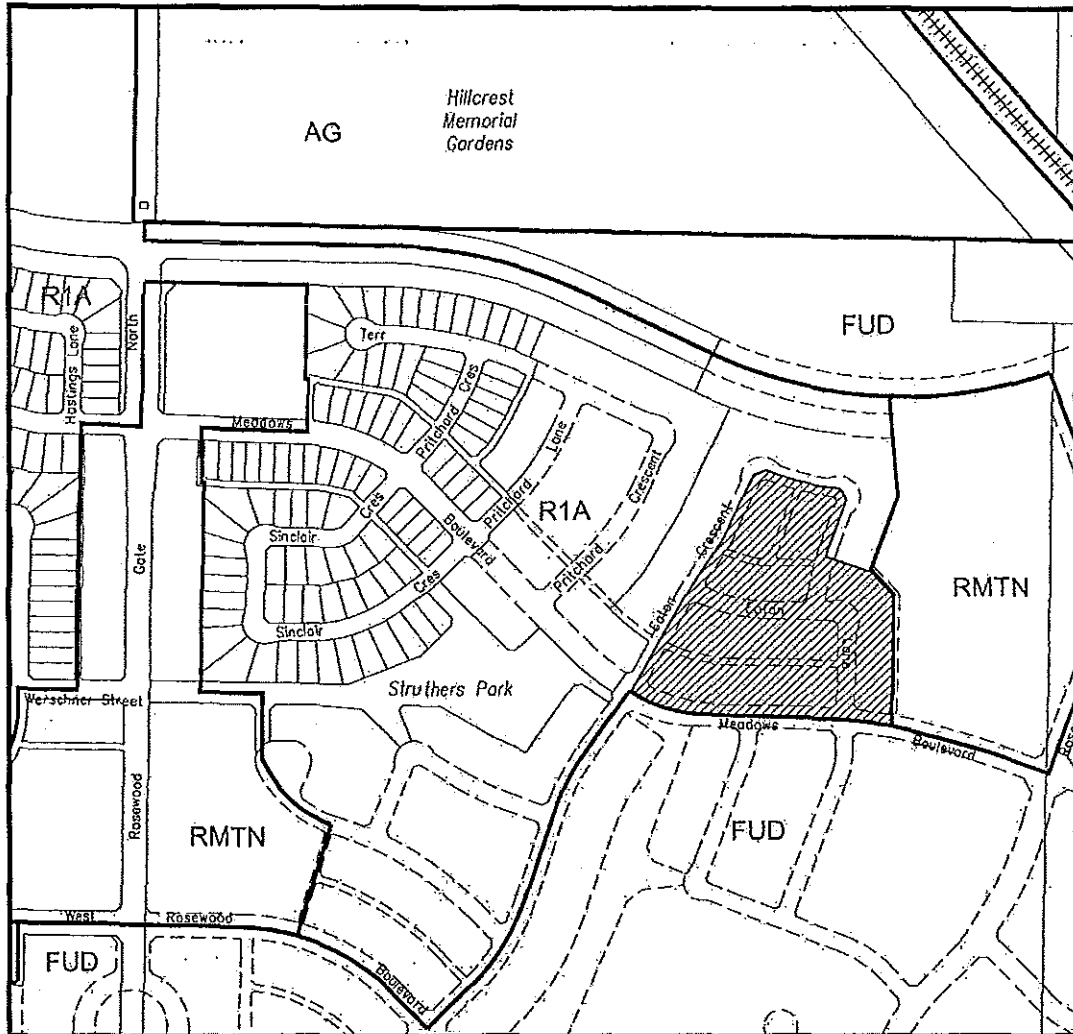 Hillcrest
Memorial
Gardens
AG
R1A
Hastings Lane
North
Terr
FUD
Pritchard Cres
Meadows
Pritchard Lane
Crescent
R1A
Cres
Boulevard
Sinclair
Pritchard
Crescent
RMTN
Gate
Cres
Eaton
Eaton
Sinclair
Struthers Park
Werschner Street
Meadows
Boulevard
Rosewood
RMTN
FUD
West
Rosewood
FUD
Boulevard